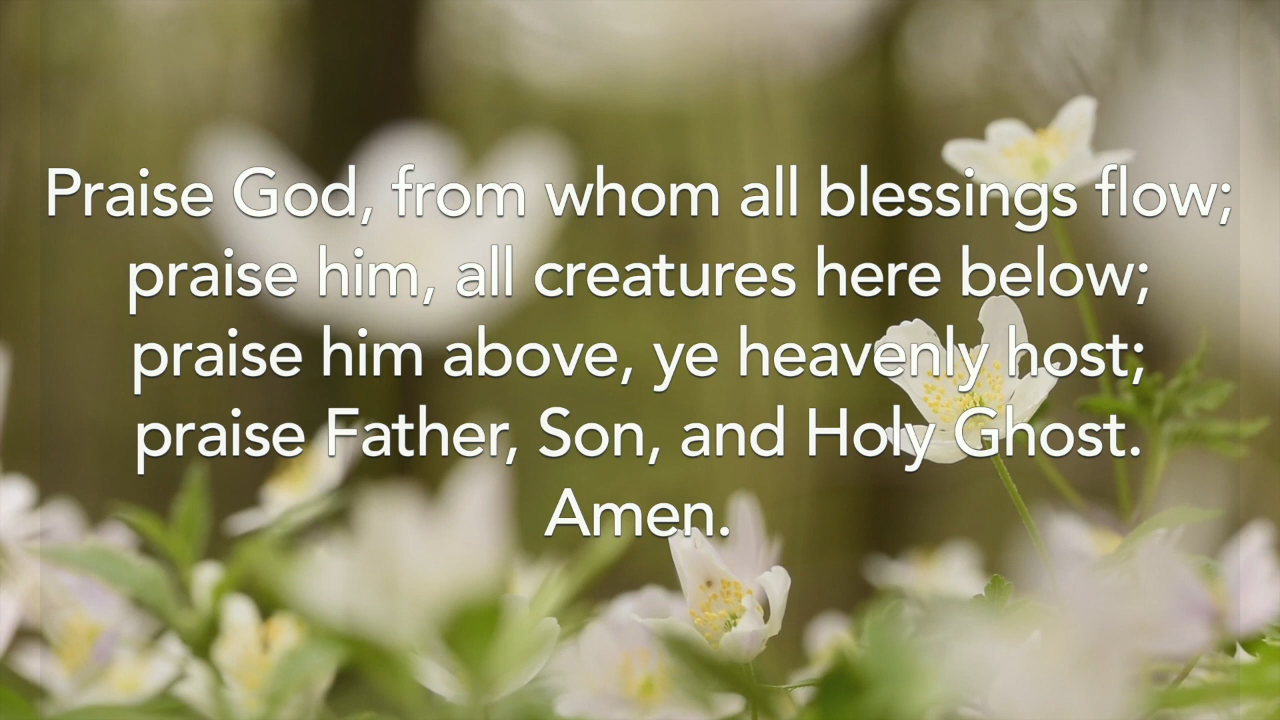 Praise God, from whom all blessings flow;
praise him, all creatures here below;
praise him above, ye heavenly host;
praise Father, Son, and Holy Ghost.
Amen.